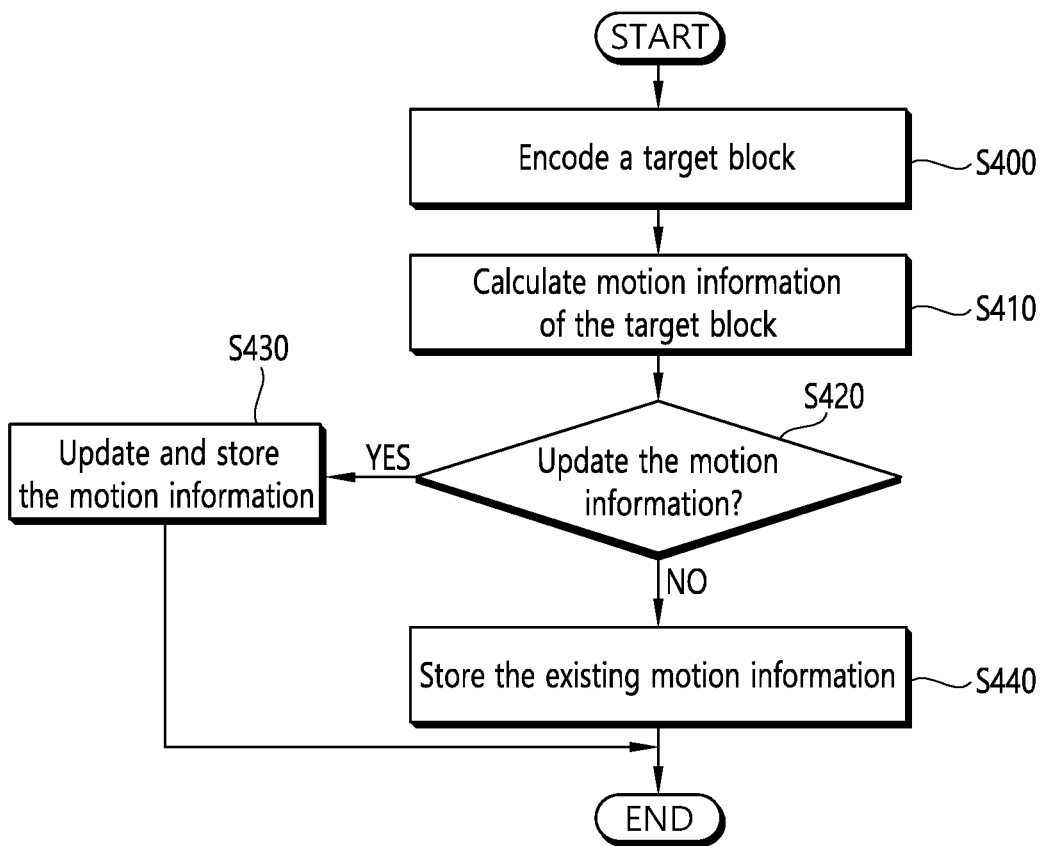 START
Encode a target block
S400
Calculate motion information
of the target block
S410
S430
S420
Update and store
the motion information
YES
Update the motion
information?
NO
Store the existing motion information
S440
END